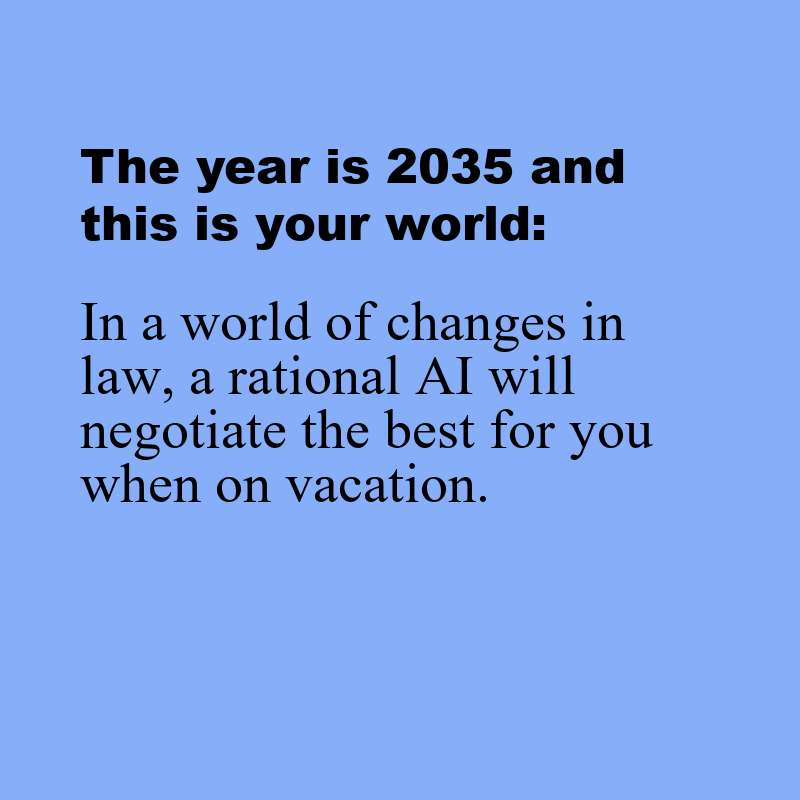 The year is 2035 and
this is your world:
In a world of changes in
law, a rational AI will
negotiate the best for you
when on vacation.